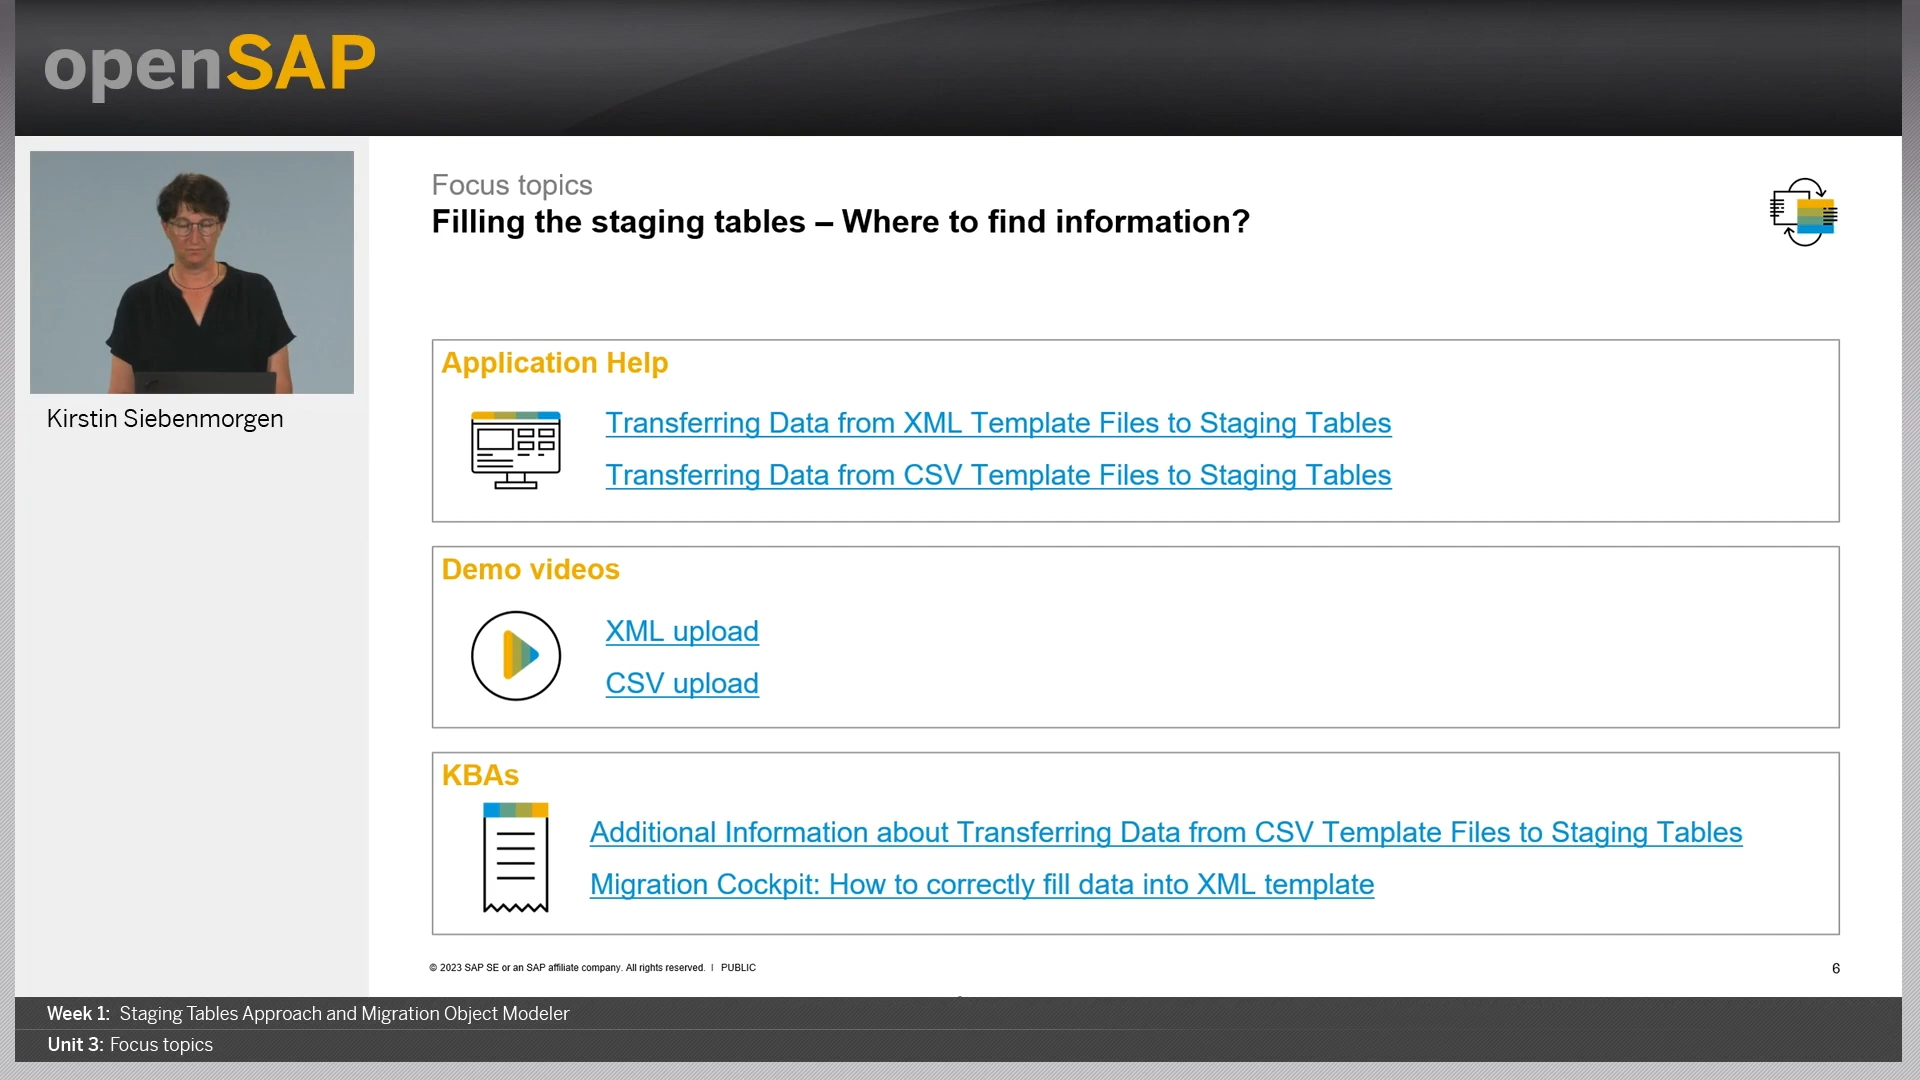 openSAP
Kirstin Siebenmorgen
Focus topics
Filling the staging tables – Where to find information?
Application Help
Transferring Data from XML Template Files to Staging Tables
Transferring Data from CSV Template Files to Staging Tables
Demo videos
XML upload
CSV upload
KBAs
Additional Information about Transferring Data from CSV Template Files to Staging Tables
Migration Cockpit: How to correctly fill data into XML template
© 2023 SAP SE or an SAP affiliate company. All rights reserved. | PUBLIC
6
Week 1: Staging Tables Approach and Migration Object Modeler
Unit 3: Focus topics